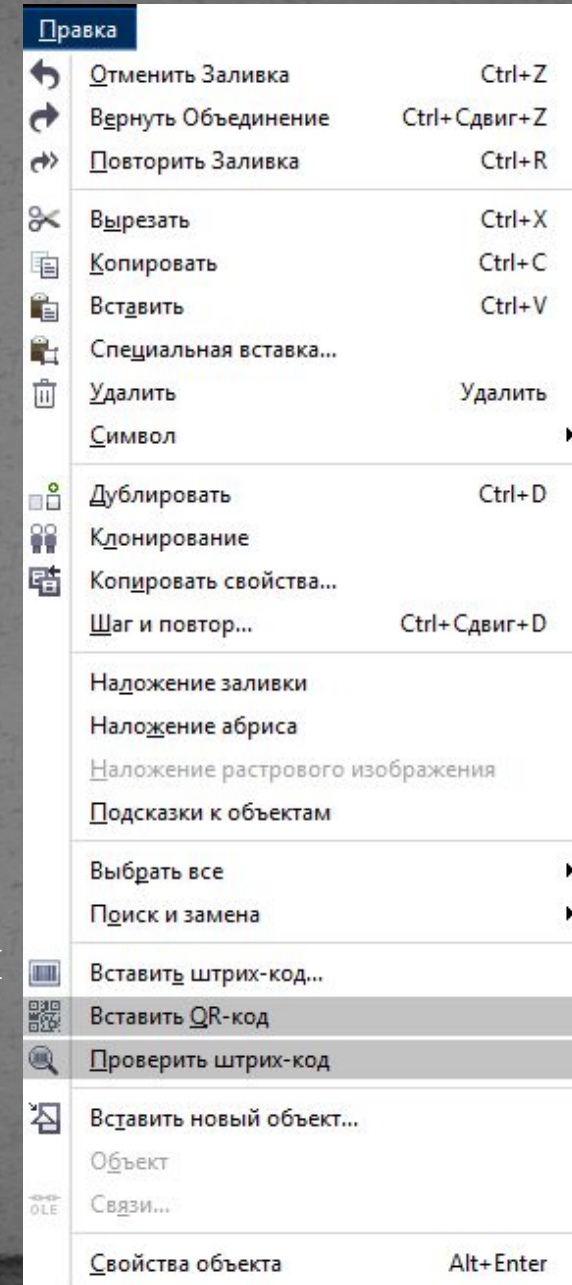 Правка
Отменить Заливка Ctrl+Z
Вернуть Объединение Ctrl+Сдвиг+Z
Повторить Заливка Ctrl+R
Вырезать Ctrl+X
Копировать Ctrl+C
Вставить Ctrl+V
Специальная вставка...
Удалить Удалить
Символ
Дублировать Ctrl+D
Клонирование
Копировать свойства...
Шаг и повтор... Ctrl+Сдвиг+D
Наложение заливки
Наложение абриса
Наложение растрового изображения
Подсказки к объектам
Выбрать все
Поиск и замена
Вставить штрих-код...
Вставить QR-код
Проверить штрих-код
Вставить новый объект...
Объект
OLE Связи...
Свойства объекта Alt+Enter